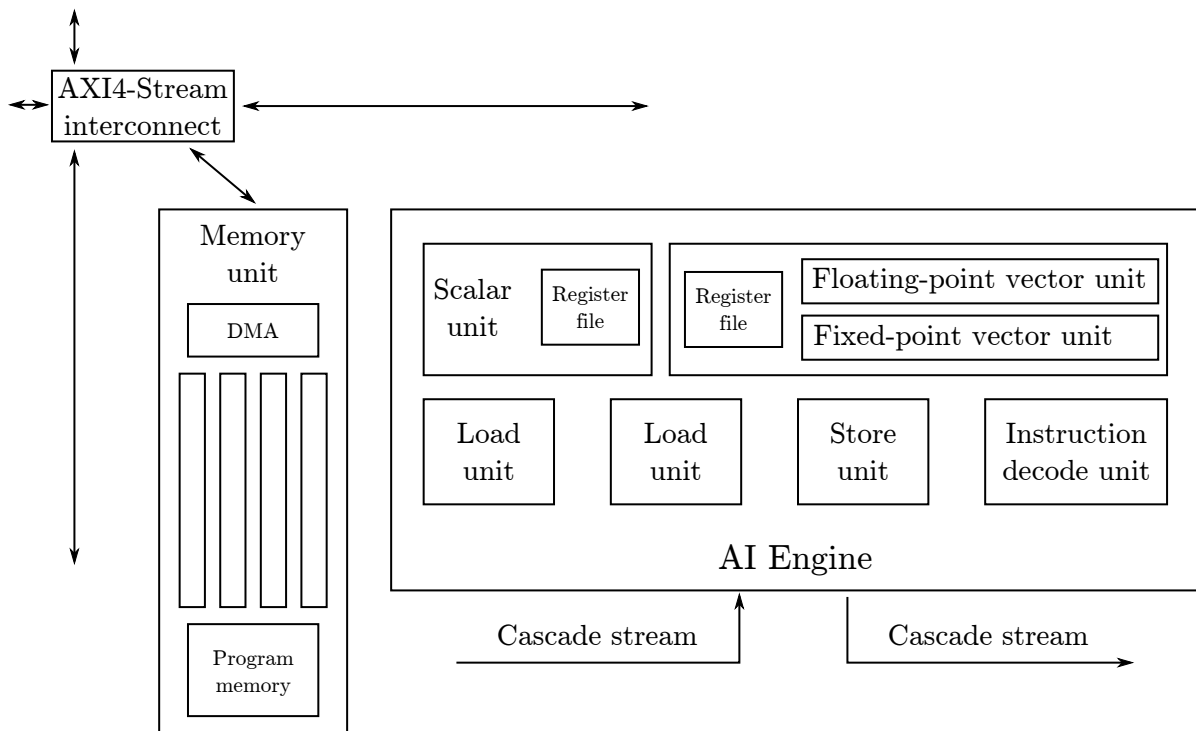 AXI4-Stream
interconnect
Memory
unit
DMA
Program
memory
Scalar
unit
Register
file
Register
file
Floating-point vector unit
Fixed-point vector unit
Load
unit
Load
unit
Store
unit
Instruction
decode unit
AI Engine
Cascade stream
Cascade stream